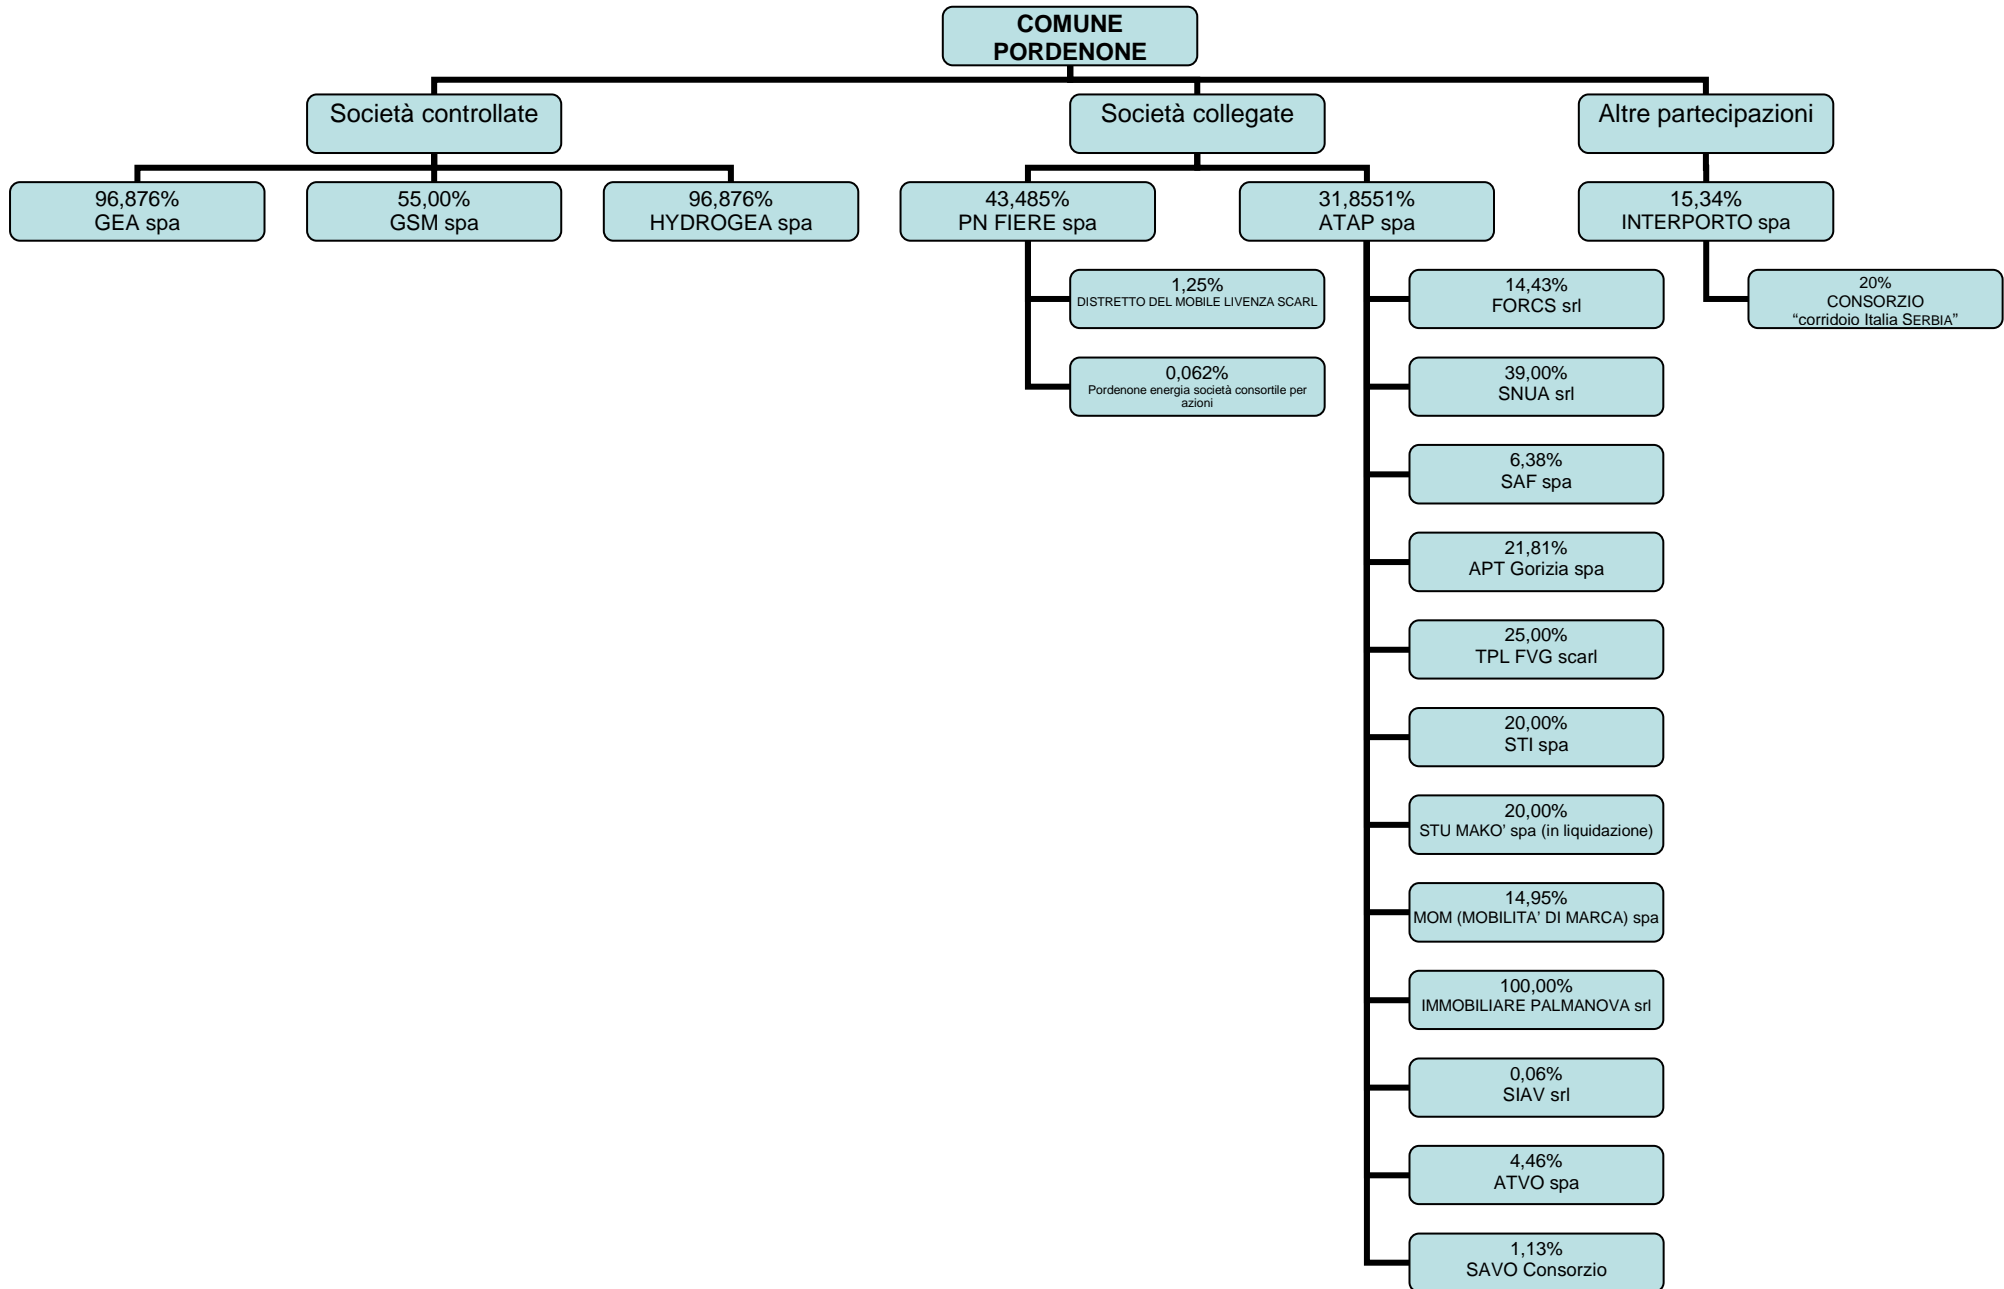 COMUNE
PORDENONE
Società controllate
Società collegate
Altre partecipazioni
96,876%
GEA spa
55,00%
GSM spa
96,876%
HYDROGEA spa
43,485%
PN FIERE spa
31,8551%
ATAP spa
15,34%
INTERPORTO spa
1,25%
DISTRETTO DEL MOBILE LIVENZA SCARL
0,062%
Pordenone energia società consortile per
azioni
14,43%
FORCS srl
39,00%
SNUA srl
6,38%
SAF spa
21,81%
APT Gorizia spa
25,00%
TPL FVG scarl
20,00%
STI spa
20,00%
STU MAKO’ spa (in liquidazione)
14,95%
MOM (MOBILITA’ DI MARCA) spa
100,00%
IMMOBILIARE PALMANOVA srl
0,06%
SIAV srl
4,46%
ATVO spa
1,13%
SAVO Consorzio
20%
CONSORZIO
“corridoio Italia SERBIA”